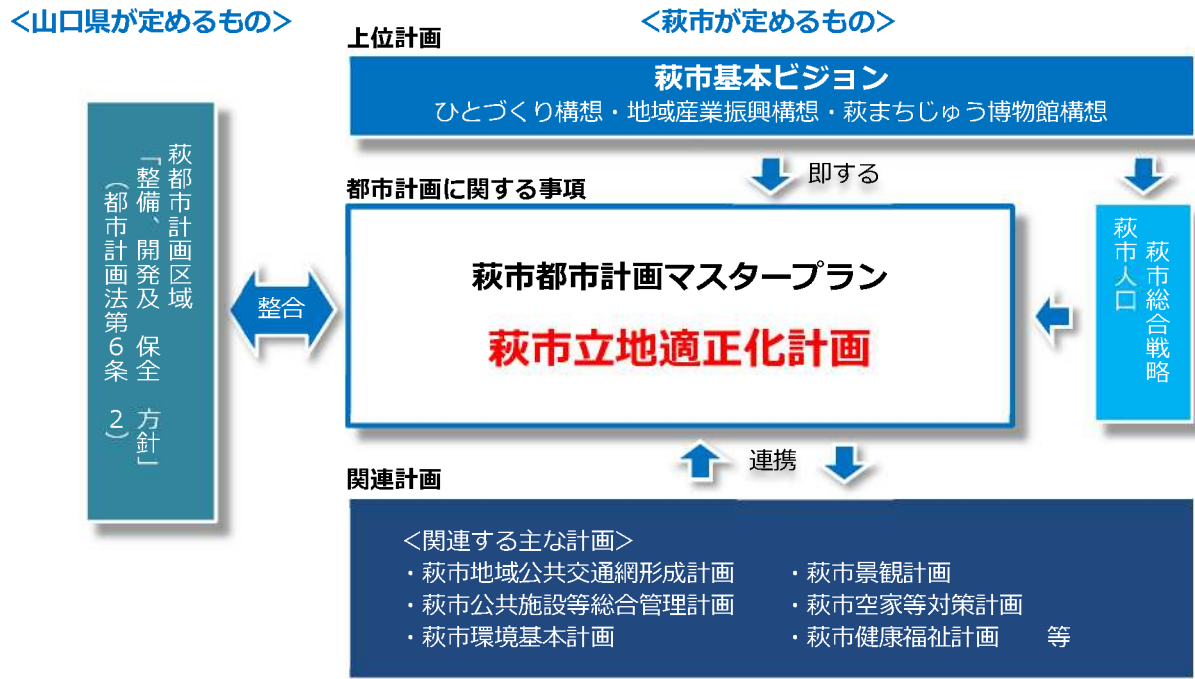 ＜山口県が定めるもの＞
＜萩市が定めるもの＞
上位計画
萩市基本ビジョン
ひとづくり構想・地域産業振興構想・萩まちじゅう博物館構想
即する
都市計画に関する事項
萩都市計画区域
「整備、開発及 保全 方針」
（都市計画法第６条 ２）
整合
萩市都市計画マスタープラン
萩市立地適正化計画
萩市人口
萩市総合戦略
連携
関連計画
＜関連する主な計画＞
・萩市地域公共交通網形成計画
・萩市公共施設等総合管理計画
・萩市環境基本計画
・萩市景観計画
・萩市空家等対策計画
・萩市健康福祉計画 等